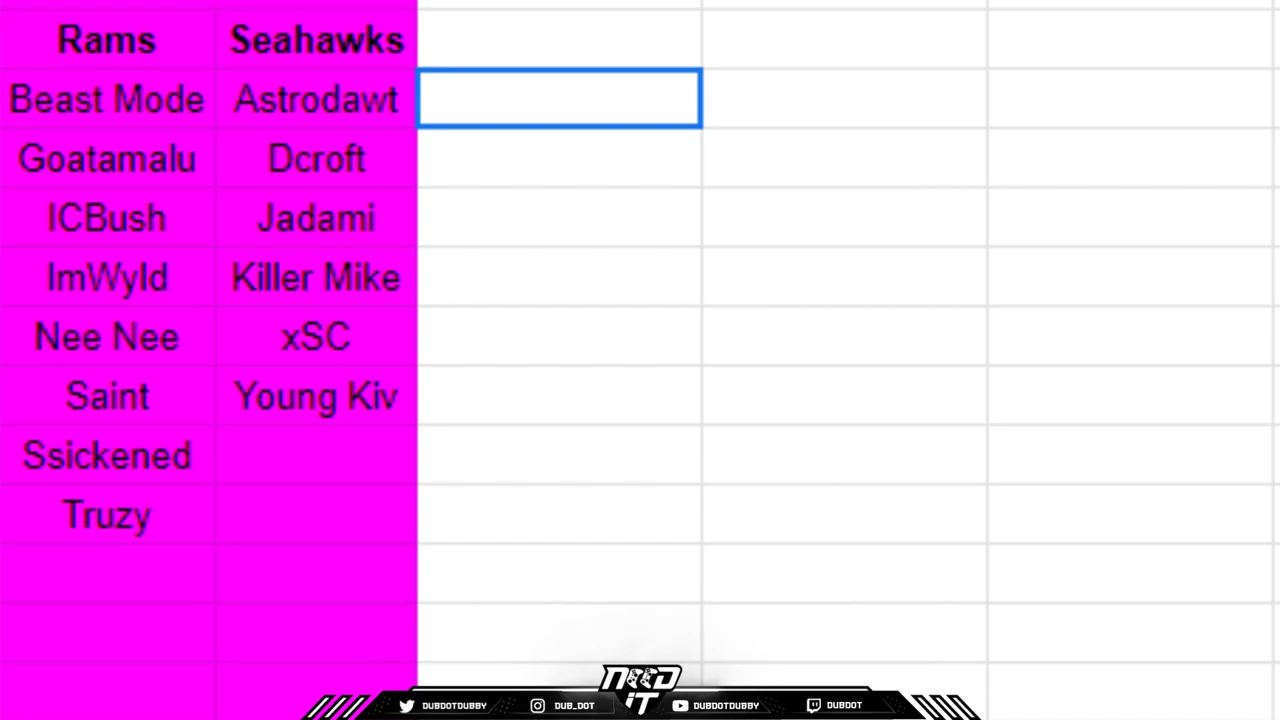 Rams Seahawks
Beast Mode Astrodawt
Goatamalu Dcroft
ICBush Jadami
ImWyld Killer Mike
Nee Nee xSC
Saint Young Kiv
Ssickened
Truzy
NEED
iT
DUBDOTDUBBY DUB_DOT DUBDOTDUBBY DUBDOT